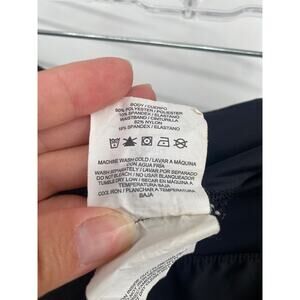 BODY / CUERPO
90% POLYESTER / POLIESTER
10% SPANDEX / ELASTANO
WAISTBAND / CINTURILLA
82% NYLON
18% SPANDEX / ELASTANO
MACHINE WASH COLD / LAVAR A MÁQUINA
CON AGUA FRÍA
WASH SEPARATELY / LAVAR POR SEPARADO
DO NOT BLEACH / NO USAR BLANQUEADOR
TUMBLE DRY LOW / SECAR A MÁQUINA A
TEMPERATURA BAJA
COOL IRON / PLANCHAR A TEMPERATURA
BAJA